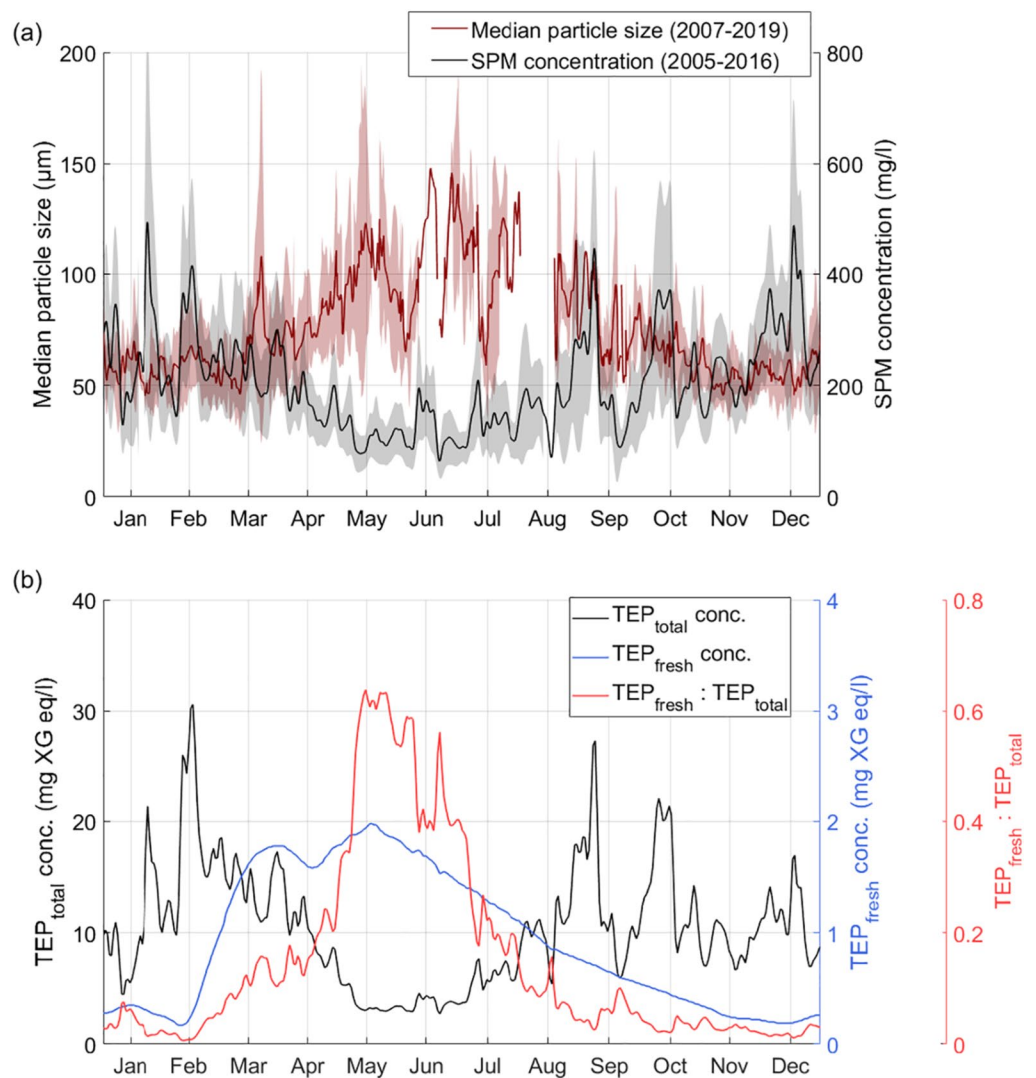 (a)
Median particle size (2007-2019)
SPM concentration (2005-2016)
200
150
100
50
0
Median particle size (µm)
800
600
400
200
0
SPM concentration (mg/l)
Jan Feb Mar Apr May Jun Jul Aug Sep Oct Nov Dec
(b)
TEPtotal conc.
TEPfresh conc.
TEPfresh : TEPtotal
40
30
20
10
0
TEPtotal conc. (mg XG eq/l)
4
3
2
1
0
TEPfresh conc. (mg XG eq/l)
0.8
0.6
0.4
0.2
0
TEPfresh : TEPtotal
Jan Feb Mar Apr May Jun Jul Aug Sep Oct Nov Dec